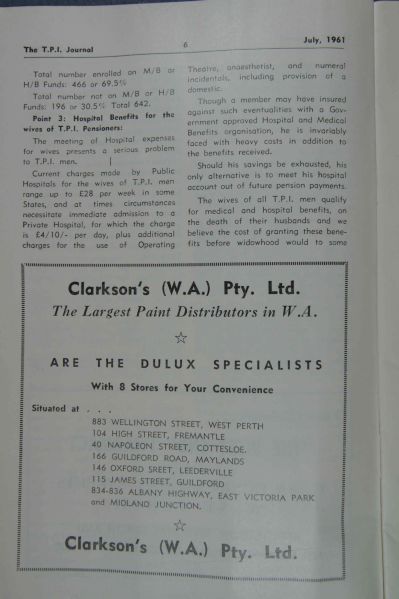 The T.P.I. Journal
6
July, 1961
Total number enrolled on M/B or
H/B Funds: 466 or 69.5%
Total number not on M/B or H/B
Funds: 196 or 30.5% Total 642.
Point 3: Hospital Benefits for the
wives of T.P.I. Pensioners:
The meeting of Hospital expenses
for wives presents a serious problem
to T.P.I. men.
Current charges made by Public
Hospitals for the wives of T.P.I. men
range up to £28 per week in some
States, and at times circumstances
necessitate immediate admission to a
Private Hospital, for which the charge
is £4/10/- per day, plus additional
charges for the use of Operating
Theatre, anaesthetist, and numeral
incidentals, including provision of a
domestic.
Though a member may have insured
against such eventualities with a Gov-
ernment approved Hospital and Medical
Benefits organisation, he is invariably
faced with heavy costs in addition to
the benefits received.
Should his savings be exhausted, his
only alternative is to meet his hospital
account out of future pension payments.
The wives of all T.P.I. men qualify
for medical and hospital benefits, on
the death of their husbands and we
believe the cost of granting these bene-
fits before widowhood would to some
Clarkson's (W.A.) Pty. Ltd.
The Largest Paint Distributors in W.A.
ARE THE DULUX SPECIALISTS
With 8 Stores for Your Convenience
Situated at . . .
883 WELLINGTON STREET, WEST PERTH
104 HIGH STREET, FREMANTLE
40 NAPOLEON STREET, COTTESLOE.
166 GUILDFORD ROAD, MAYLANDS
146 OXFORD SREET, LEEDERVILLE
115 JAMES STREET, GUILDFORD
834-836 ALBANY HIGHWAY, EAST VICTORIA PARK
and MIDLAND JUNCTION.
Clarkson's (W.A.) Pty. Ltd.